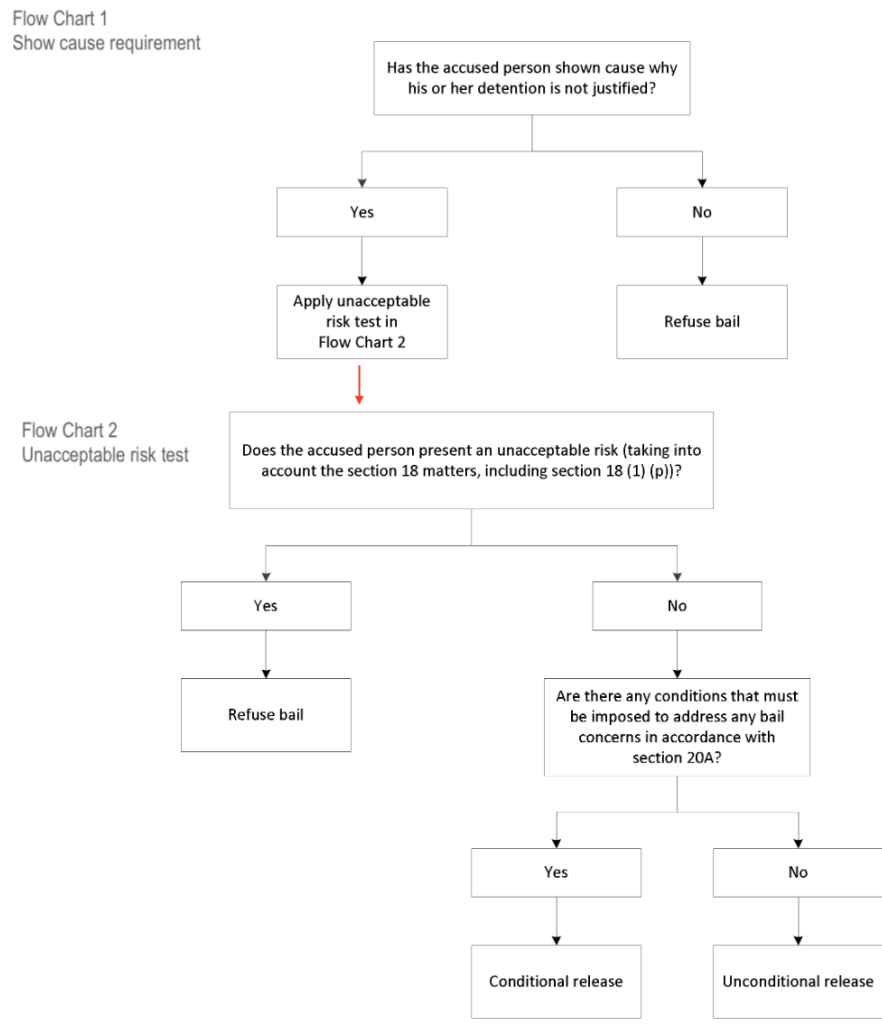 Flow Chart 1
Show cause requirement
Has the accused person shown cause why
his or her detention is not justified?
Yes
No
Apply unacceptable
risk test in
Flow Chart 2
Refuse bail
Flow Chart 2
Unacceptable risk test
Does the accused person present an unacceptable risk (taking into
account the section 18 matters, including section 18 (1) (p))?
Yes
No
Refuse bail
Are there any conditions that must
be imposed to address any bail
concerns in accordance with
section 20A?
Yes
No
Conditional release
Unconditional release